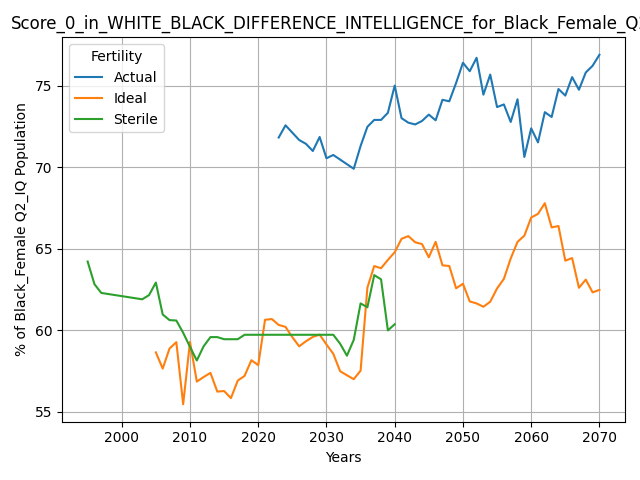 Score_0_in_WHITE_BLACK_DIFFERENCE_INTELLIGENCE_for_Black_Female_Q
Fertility
Actual
Ideal
Sterile
% of Black_Female Q2_IQ Population
75
70
65
60
55
2000 2010 2020 2030 2040 2050 2060 2070
Years